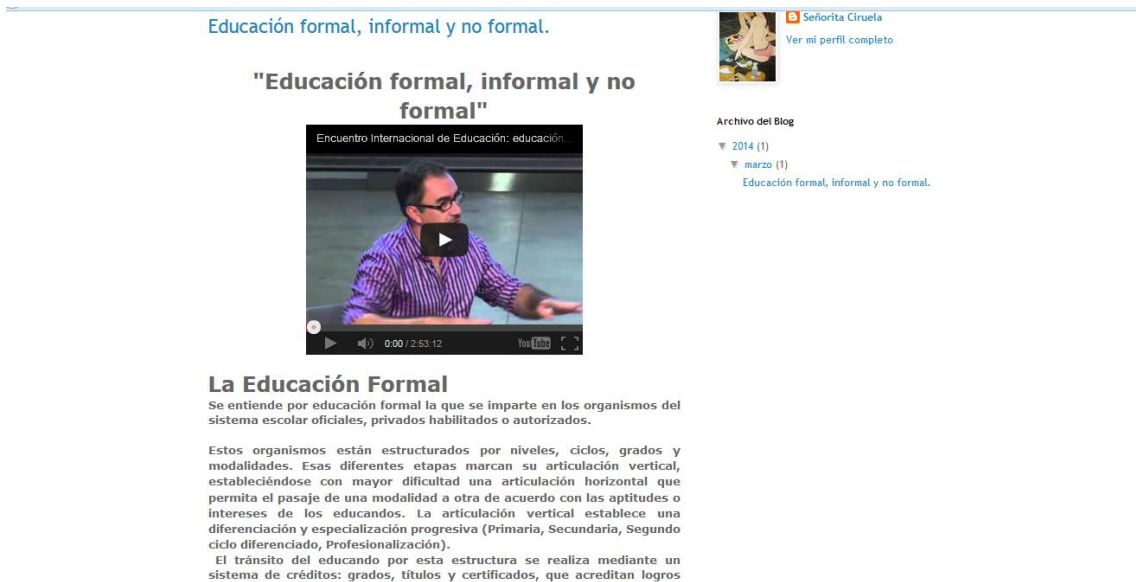 Educación formal, informal y no formal.
"Educación formal, informal y no
formal"
Encuentro Internacional de Educación: educación...
0:00 / 2:53:12
YouTube
La Educación Formal
Se entiende por educación formal la que se imparte en los organismos del
sistema escolar oficiales, privados habilitados o autorizados.
Estos organismos están estructurados por niveles, ciclos, grados y
modalidades. Esas diferentes etapas marcan su articulación vertical,
estableciéndose con mayor dificultad una articulación horizontal que
permita el pasaje de una modalidad a otra de acuerdo con las aptitudes o
intereses de los educandos. La articulación vertical establece una
diferenciación y especialización progresiva (Primaria, Secundaria, Segundo
ciclo diferenciado, Profesionalización).
El tránsito del educando por esta estructura se realiza mediante un
sistema de créditos: grados, títulos y certificados, que acreditan logros
Señorita Ciruela
Ver mi perfil completo
Archivo del Blog
▼ 2014 (1)
▼ marzo (1)
Educación formal, informal y no formal.